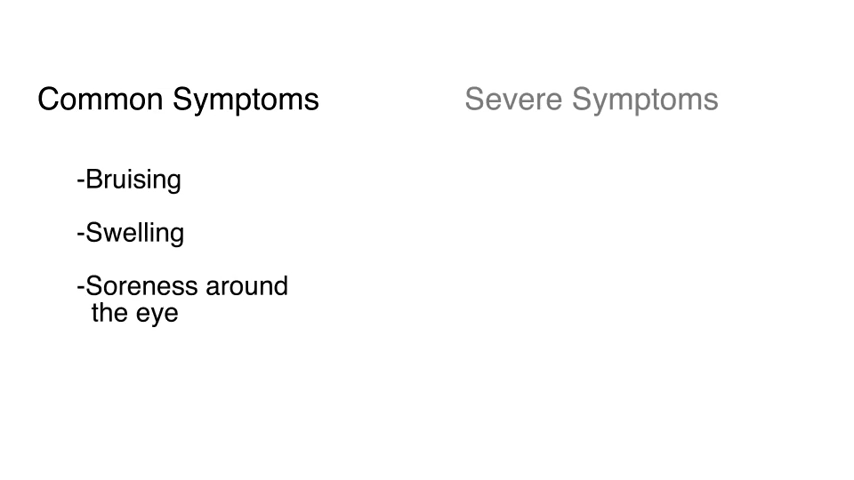 Common Symptoms
Severe Symptoms
-Bruising
-Swelling
-Soreness around
the eye